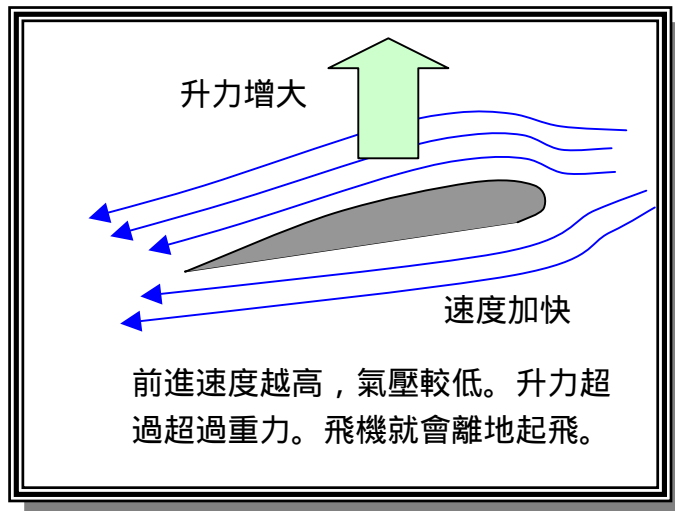 升力增大
速度加快
前進速度越高，氣壓較低。升力超
過超過重力。飛機就會離地起飛。